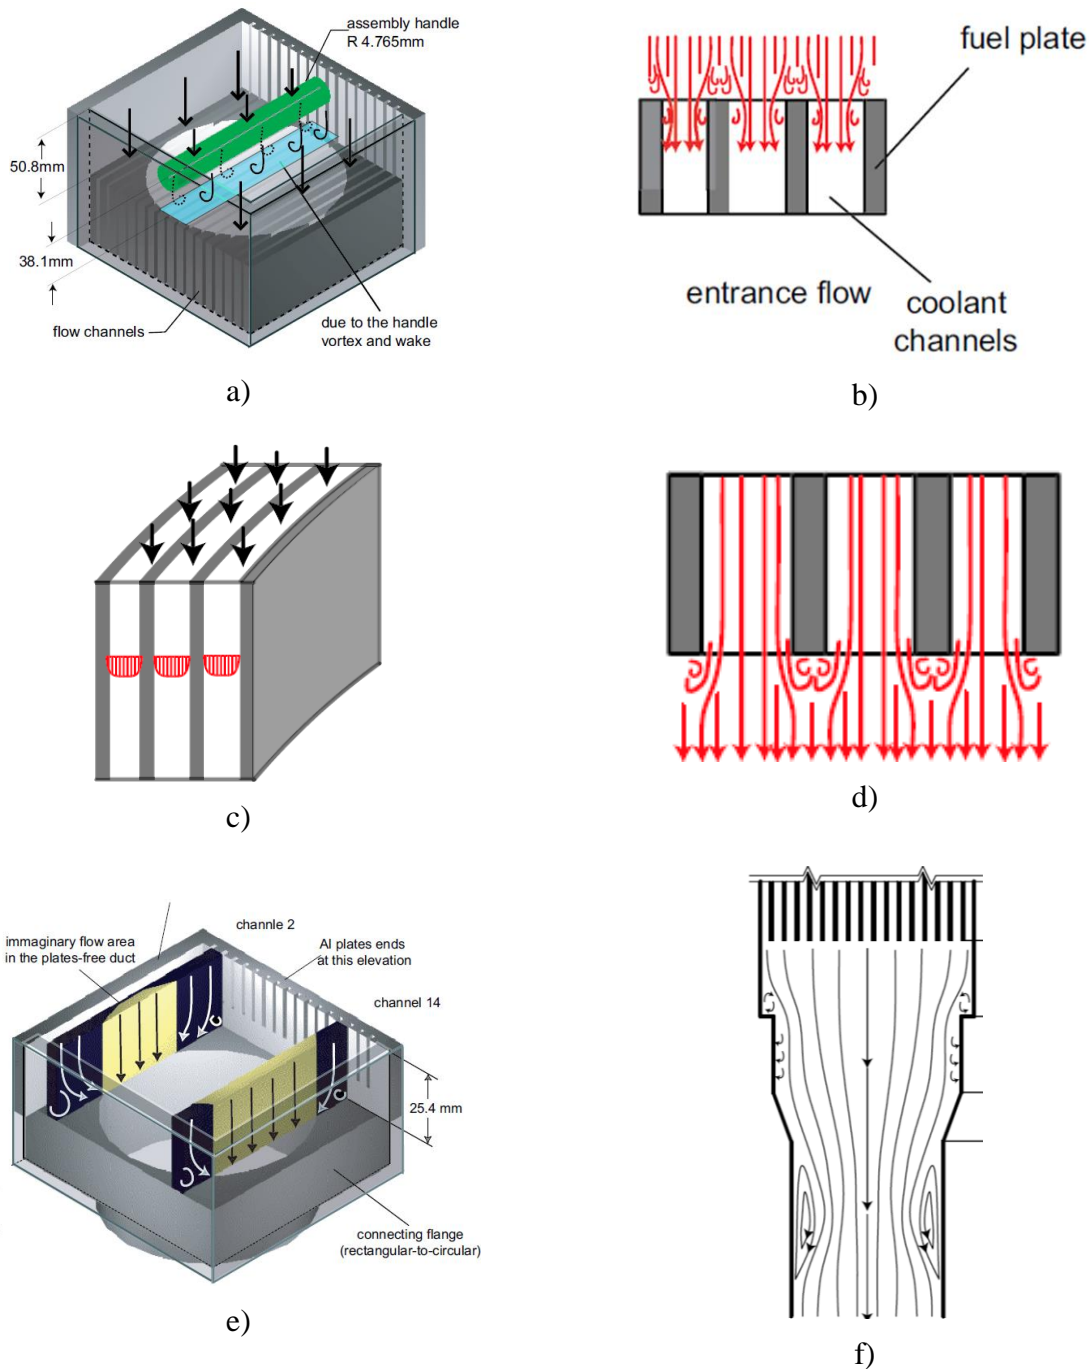 assembly handle
R 4.765mm
50.8mm
38.1mm
flow channels
due to the handle
vortex and wake
a)
fuel plate
entrance flow
coolant
channels
b)
c)
d)
channle 2
immaginary flow area
in the plates-free duct
Al plates ends
at this elevation
channel 14
25.4 mm
connecting flange
(rectangular-to-circular)
e)
f)